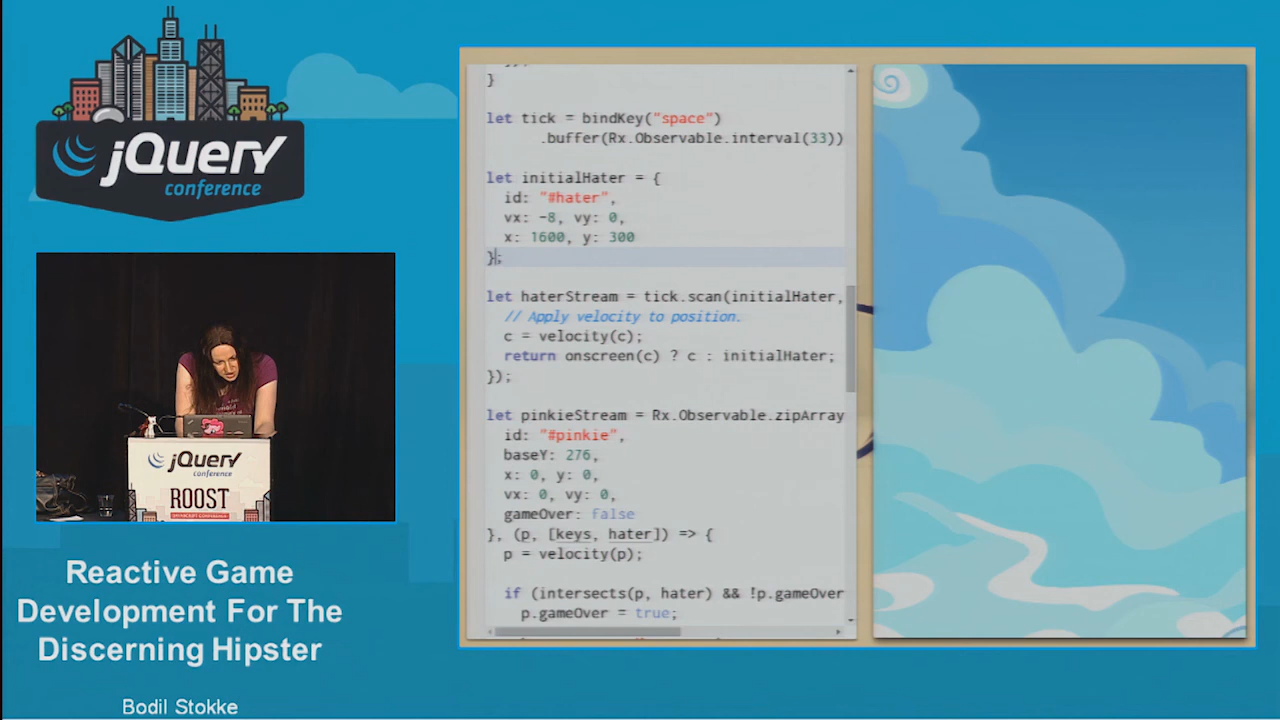 jQuery
conference
jQuery
conference
ROOST
Reactive Game
Development For The
Discerning Hipster
Bodil Stokke
}
let tick = bindKey("space")
.buffer(Rx.Observable.interval(33))
let initialHater = {
id: "#hater",
vx: -8, vy: 0,
x: 1600, y: 300
};
let haterStream = tick.scan(initialHater,
// Apply velocity to position.
c = velocity(c);
return onscreen(c) ? c : initialHater;
});
let pinkieStream = Rx.Observable.zipArray
id: "#pinkie",
baseY: 276,
x: 0, y: 0,
vx: 0, vy: 0,
gameOver: false
}, (p, [keys, hater]) => {
p = velocity(p);
if (intersects(p, hater) && !p.gameOver
p.gameOver = true;